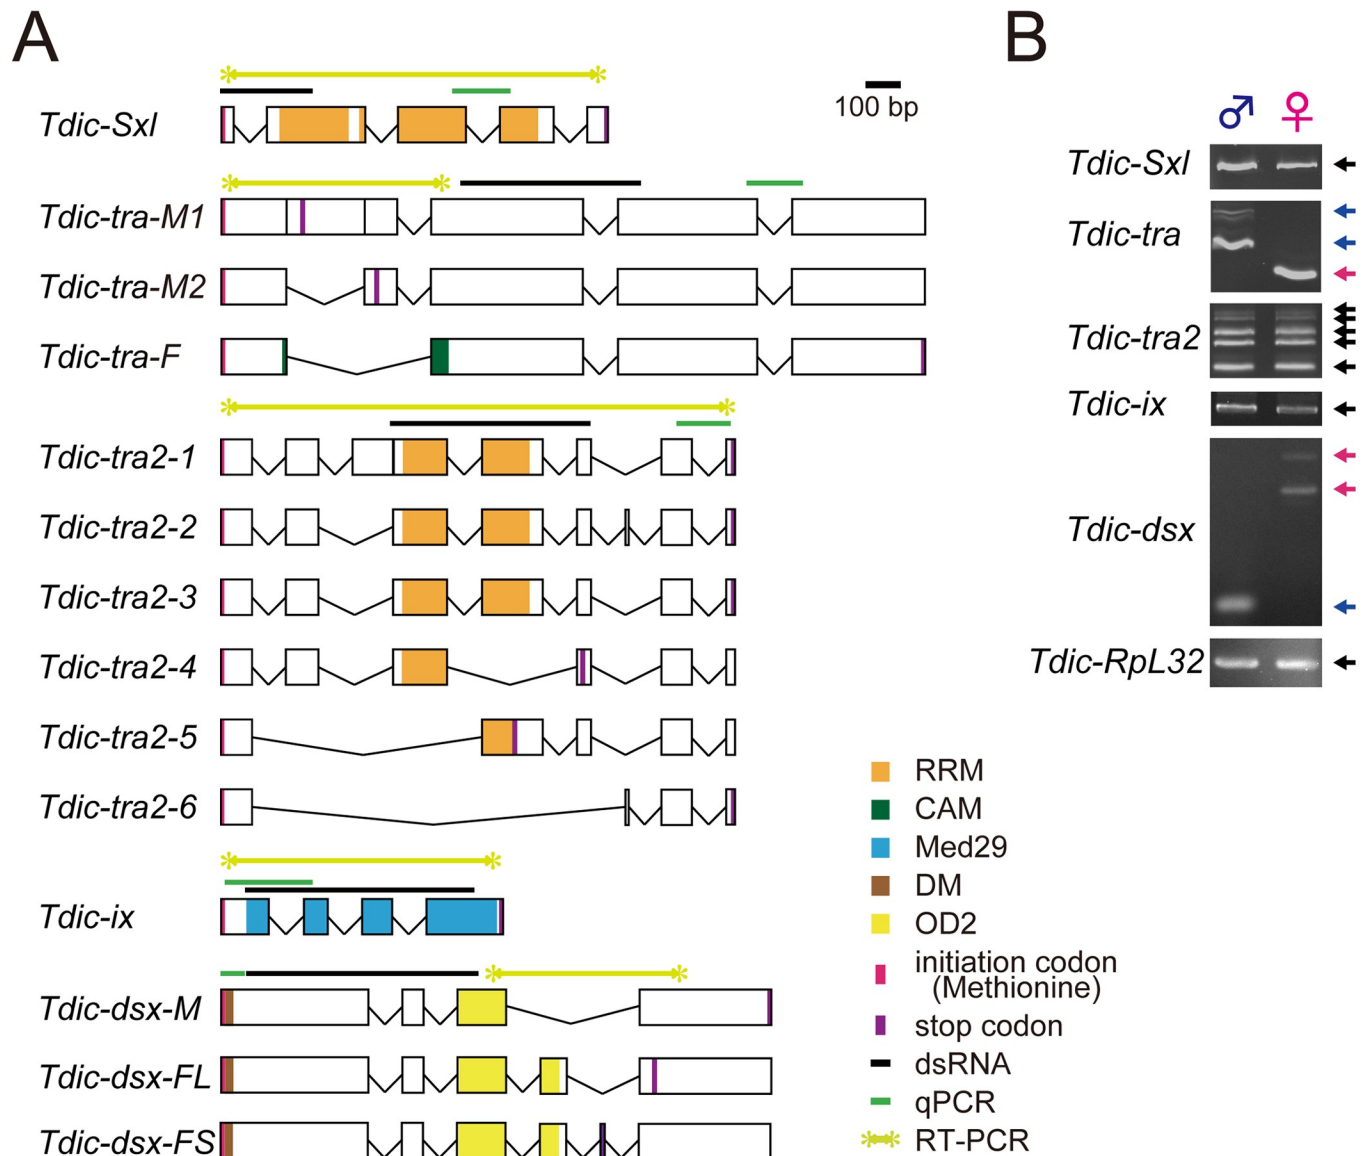 A
B
100 bp
Tdic-Sxl
Tdic-tra-M1
Tdic-tra-M2
Tdic-tra-F
Tdic-tra2-1
Tdic-tra2-2
Tdic-tra2-3
Tdic-tra2-4
Tdic-tra2-5
Tdic-tra2-6
Tdic-ix
Tdic-dsx-M
Tdic-dsx-FL
Tdic-dsx-FS
RRM
CAM
Med29
DM
OD2
initiation codon
(Methionine)
stop codon
dsRNA
qPCR
RT-PCR
♂ ♀
Tdic-Sxl
Tdic-tra
Tdic-tra2
Tdic-ix
Tdic-dsx
Tdic-RpL32